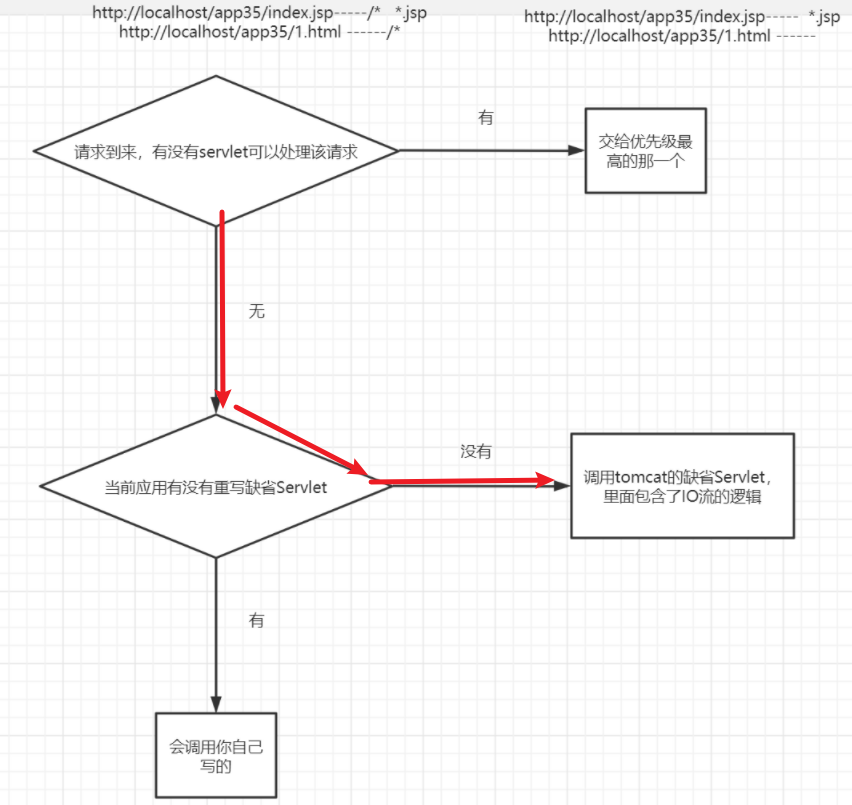 http://localhost/app35/index.jsp-----/* *.jsp
http://localhost/app35/1.html ------/*
http://localhost/app35/index.jsp----- *.jsp
http://localhost/app35/1.html ------
请求到来，有没有servlet可以处理该请求
有
交给优先级最
高的那一个
无
当前应用有没有重写缺省Servlet
没有
调用tomcat的缺省Servlet，
里面包含了IO流的逻辑
有
会调用你自己
写的